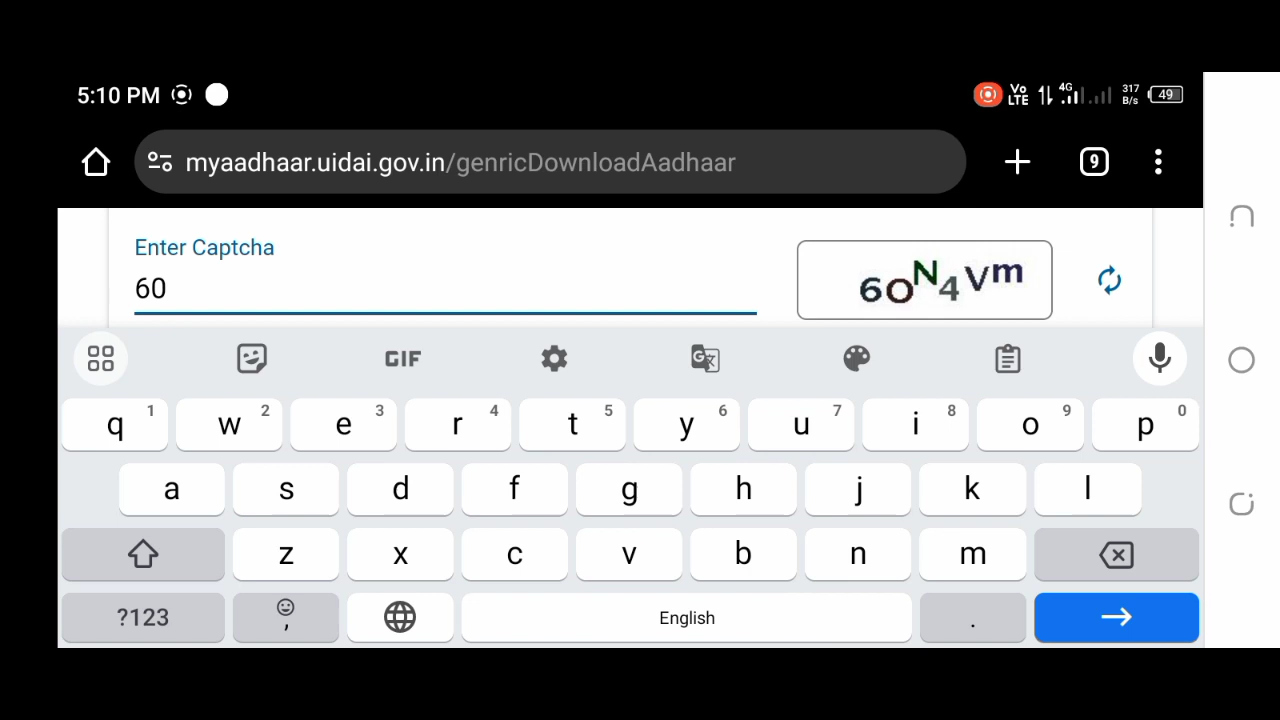 5:10 PM
Vo
LTE
4G
317
B/s
49
myaadhaar.uidai.gov.in/genricDownloadAadhaar
9
Enter Captcha
60
6oN4Vm
GIF
G
q 1 w 2 e 3 r 4 t 5 y 6 u 7 i 8 o 9 p 0
a s d f g h j k l
z x c v b n m
?123 , English .